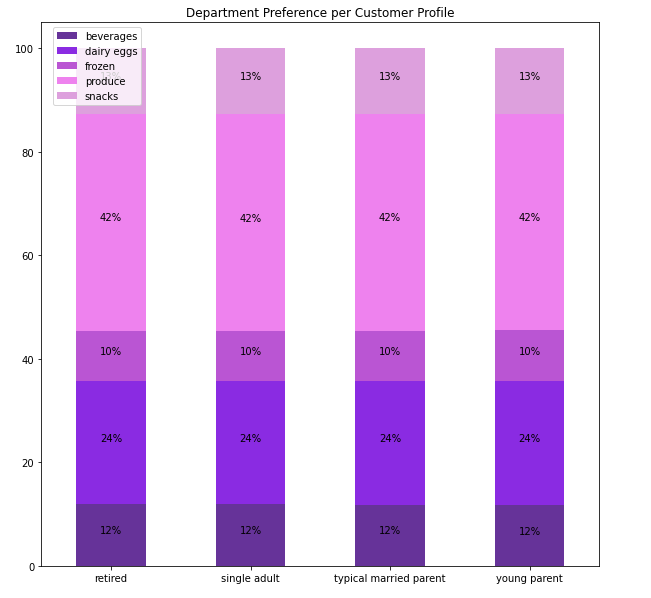 Department Preference per Customer Profile
beverages
dairy eggs
frozen
produce
snacks
100
80
60
40
20
0
13%
13%
13%
13%
42%
42%
42%
42%
10%
10%
10%
10%
24%
24%
24%
24%
12%
12%
12%
12%
retired
single adult
typical married parent
young parent